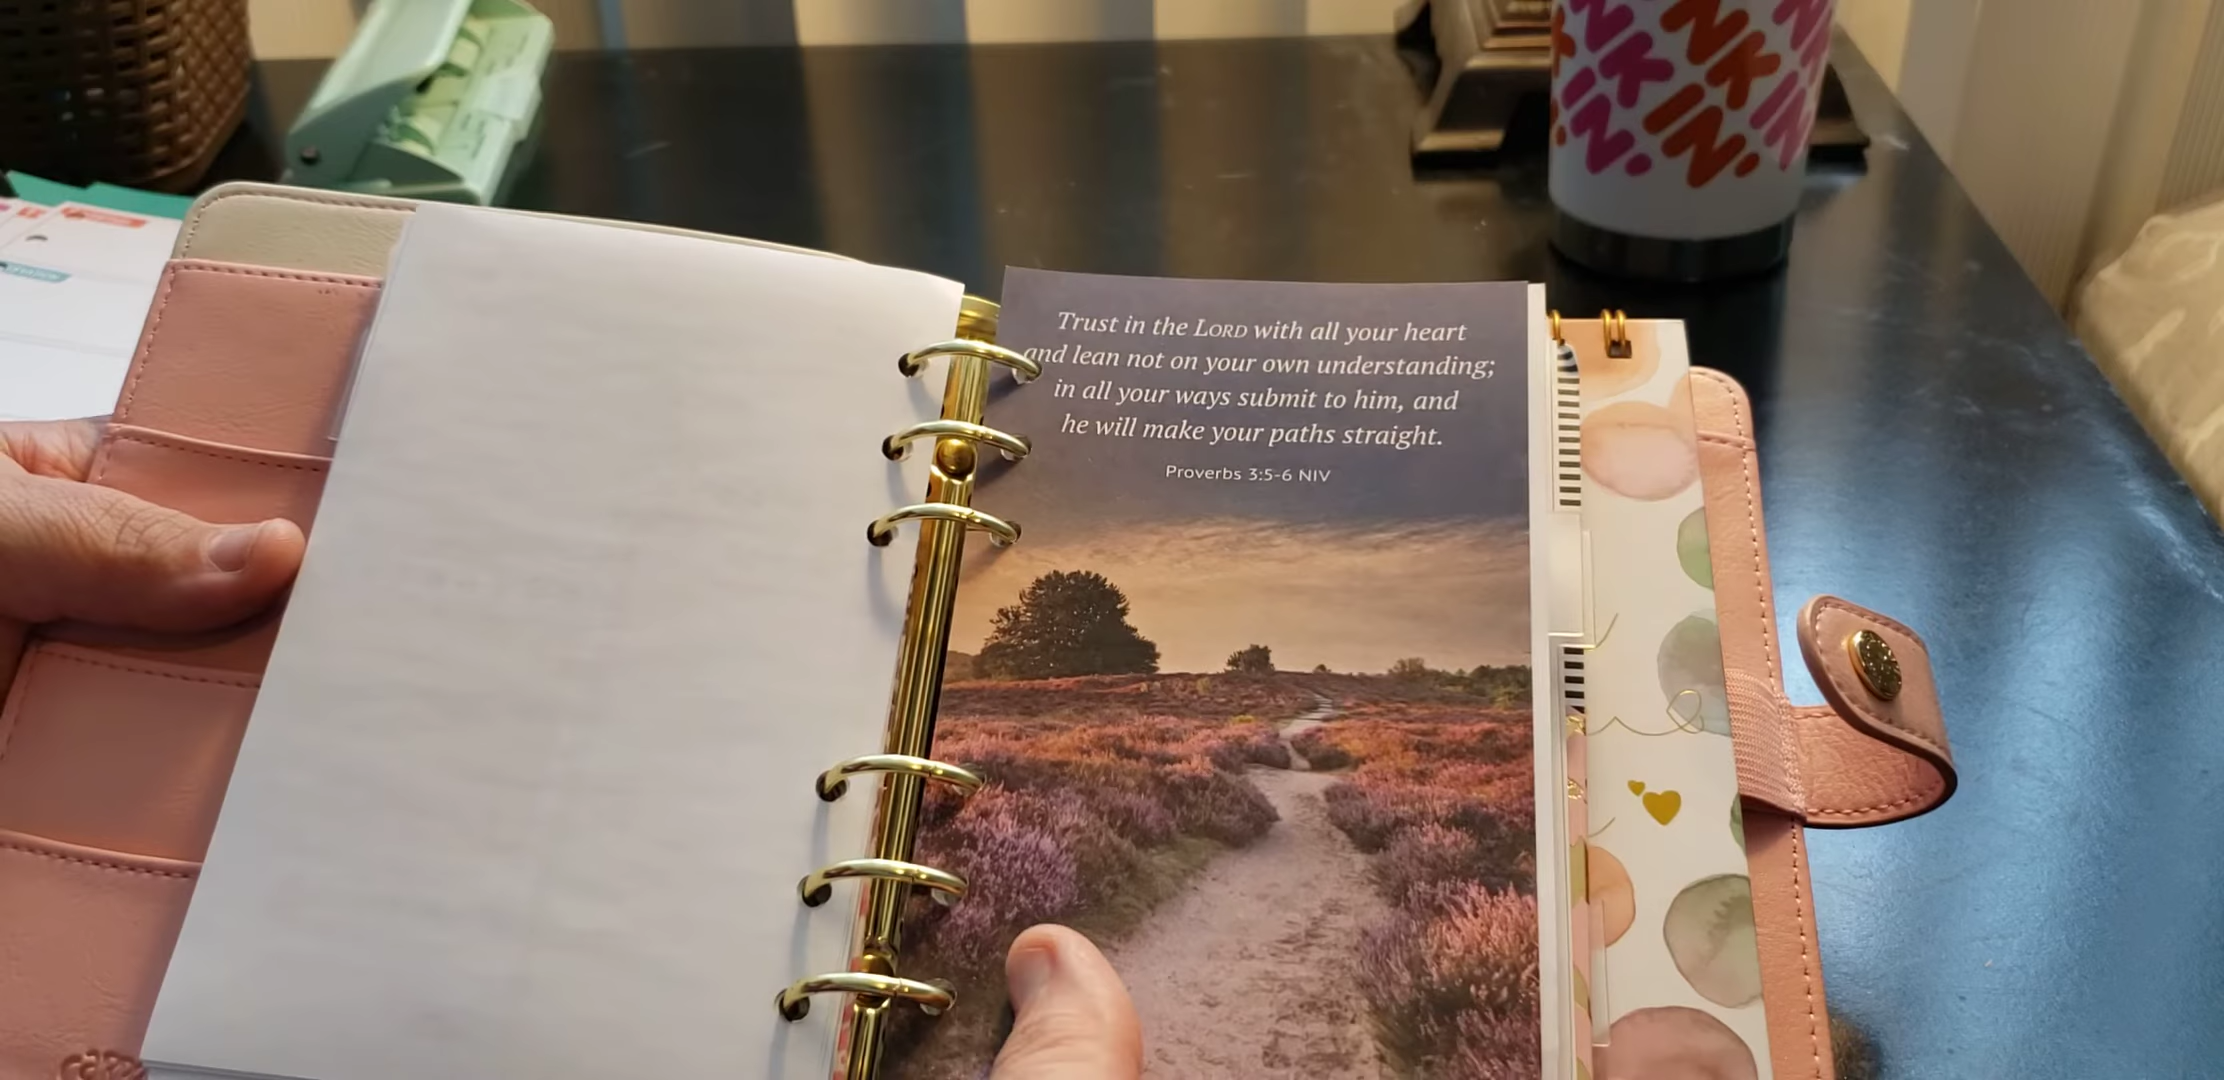 Trust in the LORD with all your heart
and lean not on your own understanding;
in all your ways submit to him, and
he will make your paths straight.
Proverbs 3:5-6 NIV